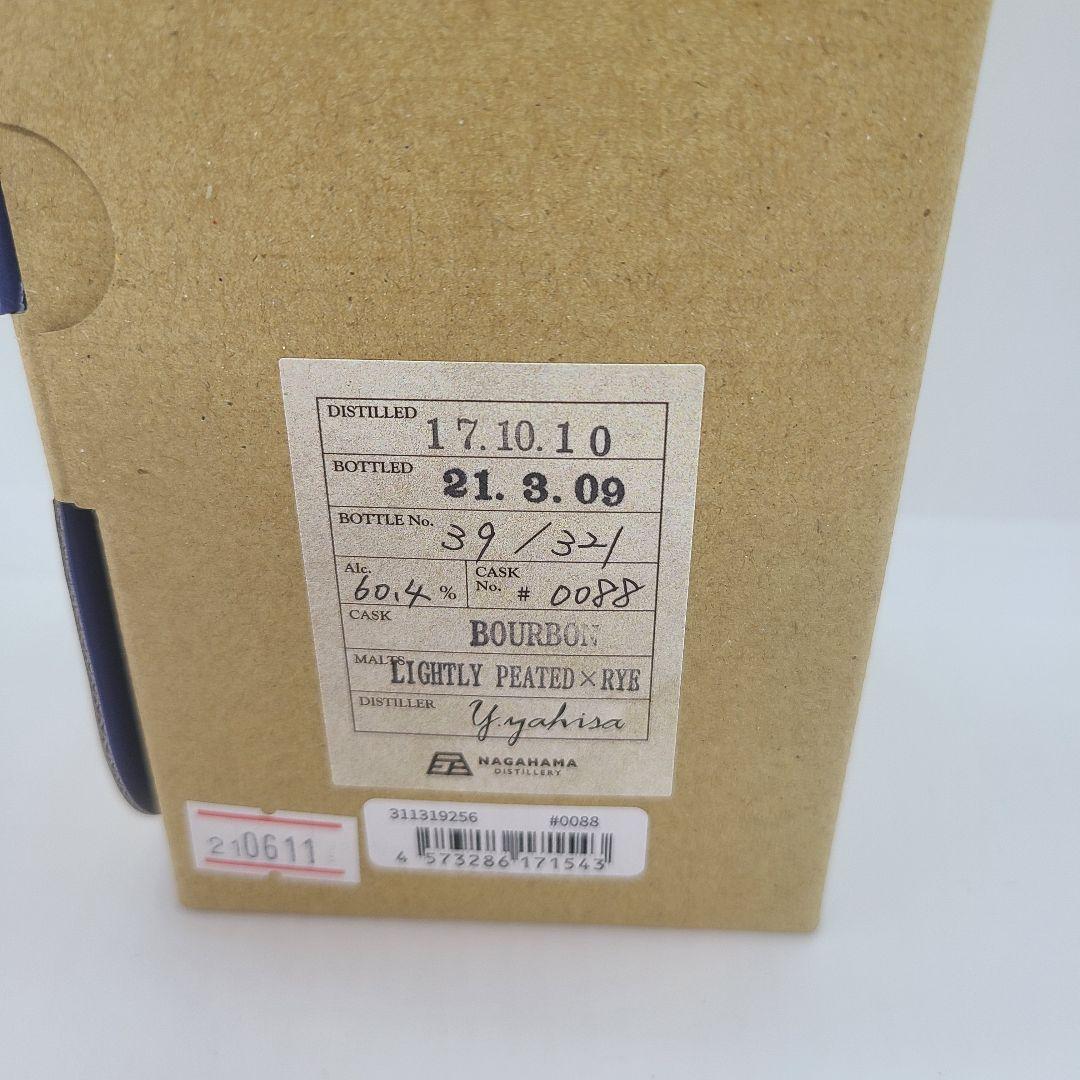 DISTILLED 17.10.10
BOTTLED 21.3.09
BOTTLE No. 39/321
Alc. 60.4 % CASK No. # 0088
CASK BOURBON
MALTS LIGHTLY PEATED×RYE
DISTILLER Y.yahisa
NAGAHAMA
DISTILLERY
311319256 #0088
4 573286 171543
210611